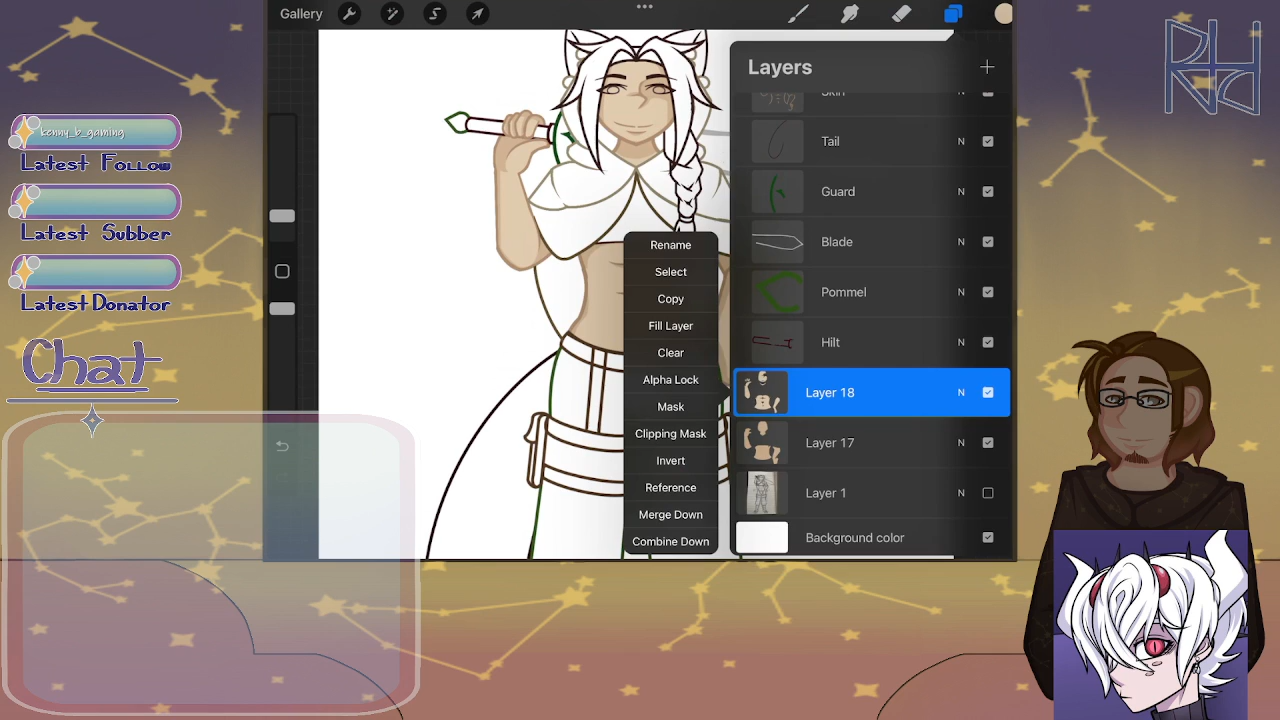 Gallery
Layers
Skin
N
Tail
N
Guard
N
Blade
N
Pommel
N
Hilt
N
Layer 18
N
Layer 17
N
Layer 1
N
Background color
Rename
Select
Copy
Fill Layer
Clear
Alpha Lock
Mask
Clipping Mask
Invert
Reference
Merge Down
Combine Down
kenny_b_gaming
Latest Follow
Latest Subber
Latest Donator
Chat